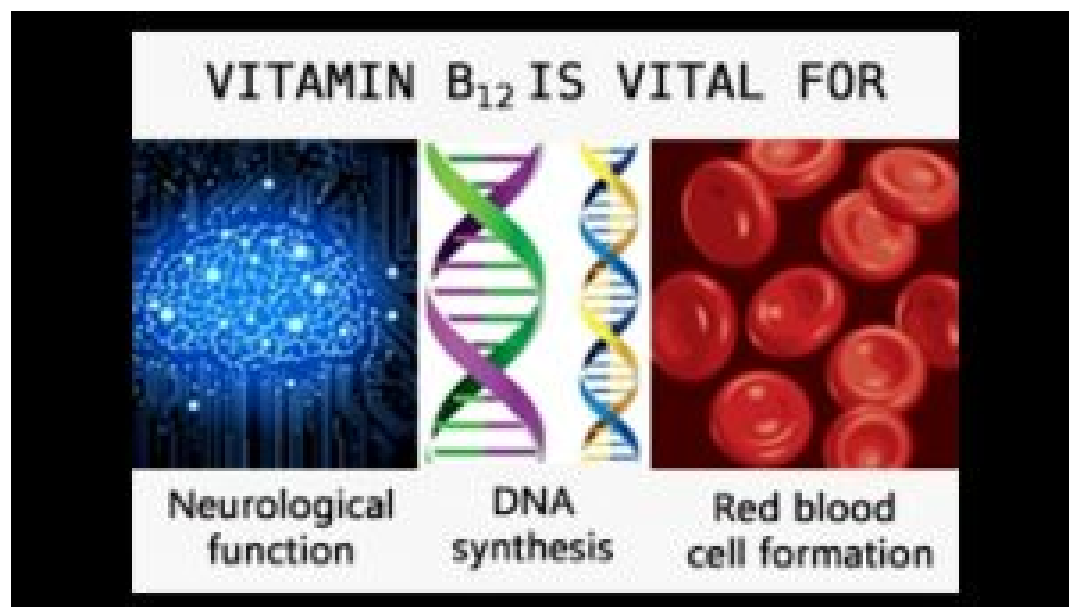 VITAMIN B₁₂ IS VITAL FOR
Neurological
function
DNA
synthesis
Red blood
cell formation